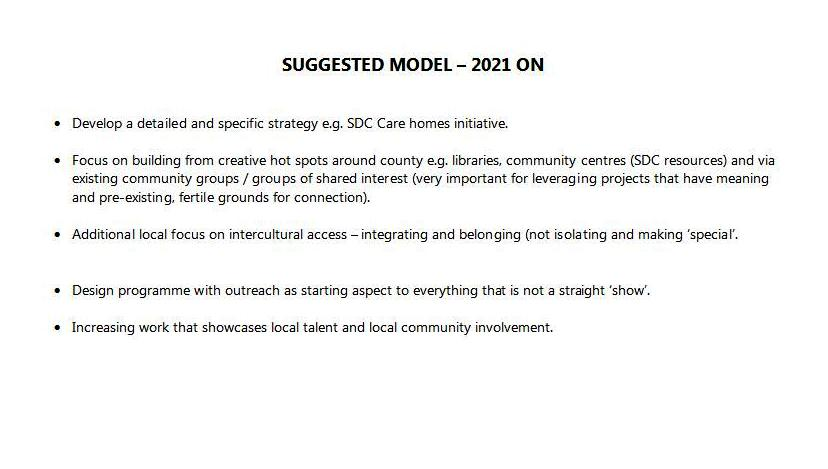 SUGGESTED MODEL – 2021 ON
• Develop a detailed and specific strategy e.g. SDC Care homes initiative.
• Focus on building from creative hot spots around county e.g. libraries, community centres (SDC resources) and via
existing community groups / groups of shared interest (very important for leveraging projects that have meaning
and pre-existing, fertile grounds for connection).
• Additional local focus on intercultural access – integrating and belonging (not isolating and making ‘special’.
• Design programme with outreach as starting aspect to everything that is not a straight ‘show’.
• Increasing work that showcases local talent and local community involvement.